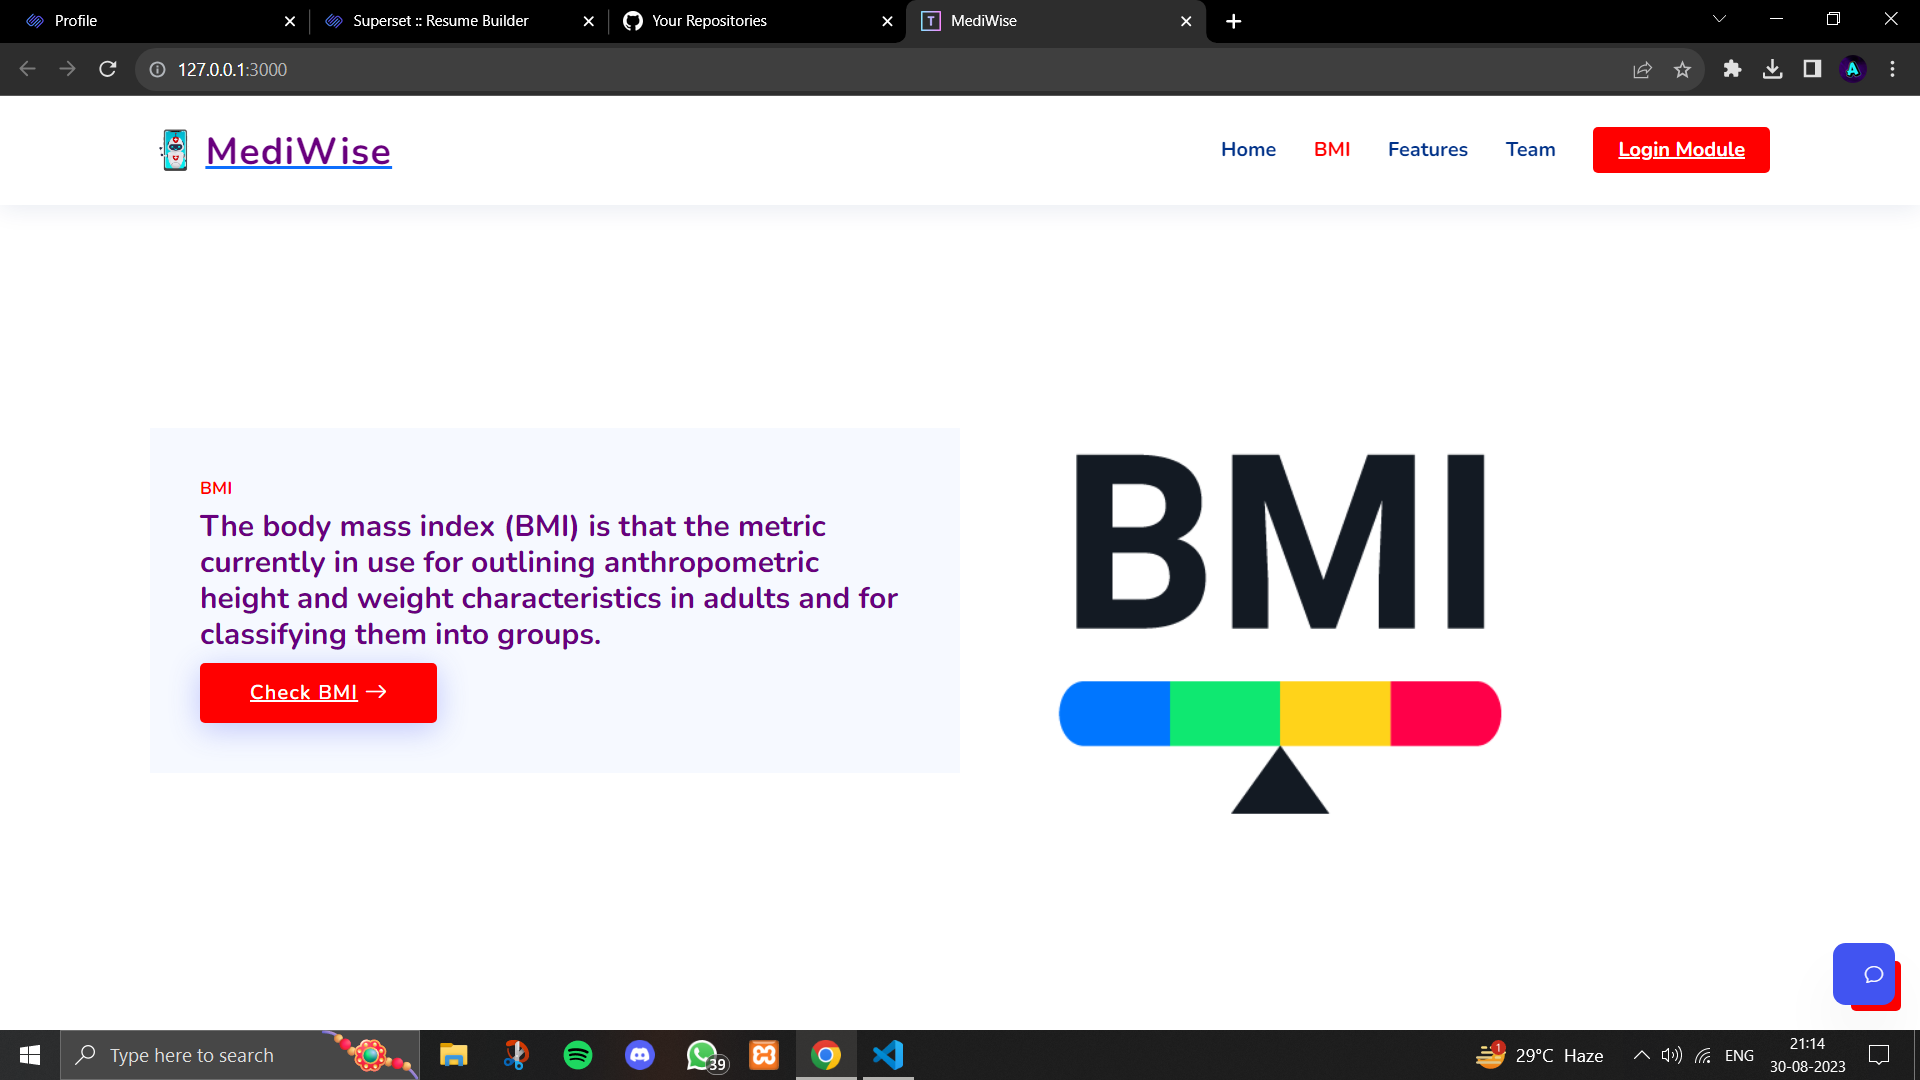 Profile
Superset :: Resume Builder
Your Repositories
T
MediWise
127.0.0.1:3000
A
MediWise
Home
BMI
Features
Team
Login Module
BMI
The body mass index (BMI) is that the metric
currently in use for outlining anthropometric
height and weight characteristics in adults and for
classifying them into groups.
Check BMI
BMI
Type here to search
39
1
29°C Haze
ENG
21:14
30-08-2023